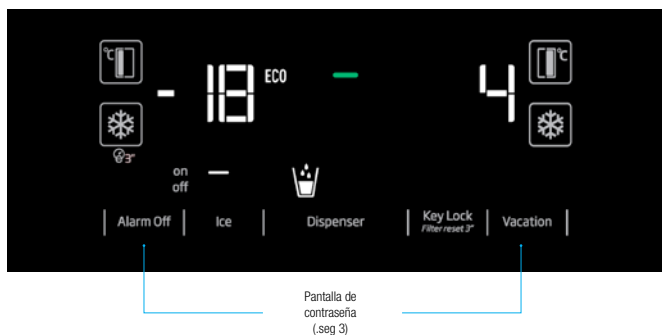 °C
°C
- 18
ECO
4
3"
on
off
Alarm Off
Ice
Dispenser
Key Lock
Filter reset 3"
Vacation
Pantalla de
contraseña
(.seg 3)